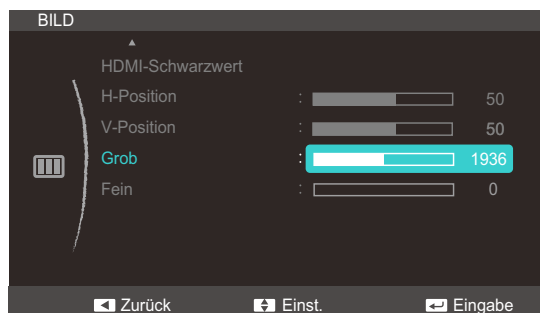 BILD
HDMI-Schwarzwert
H-Position : 50
V-Position : 50
Grob : 1936
Fein : 0
Zurück Einst. Eingabe